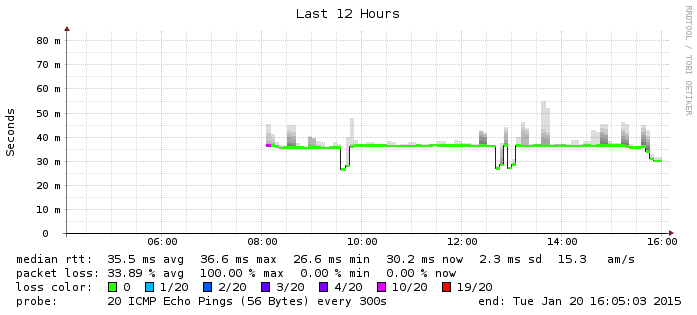 Last 12 Hours
RRDTOOL / TOBI OETIKER
Seconds
80 m
70 m
60 m
50 m
40 m
30 m
20 m
10 m
0
06:00 08:00 10:00 12:00 14:00 16:00
median rtt: 35.5 ms avg 36.6 ms max 26.6 ms min 30.2 ms now 2.3 ms sd 15.3 am/s
packet loss: 33.89 % avg 100.00 % max 0.00 % min 0.00 % now
loss color: 0 1/20 2/20 3/20 4/20 10/20 19/20
probe: 20 ICMP Echo Pings (56 Bytes) every 300s end: Tue Jan 20 16:05:03 2015